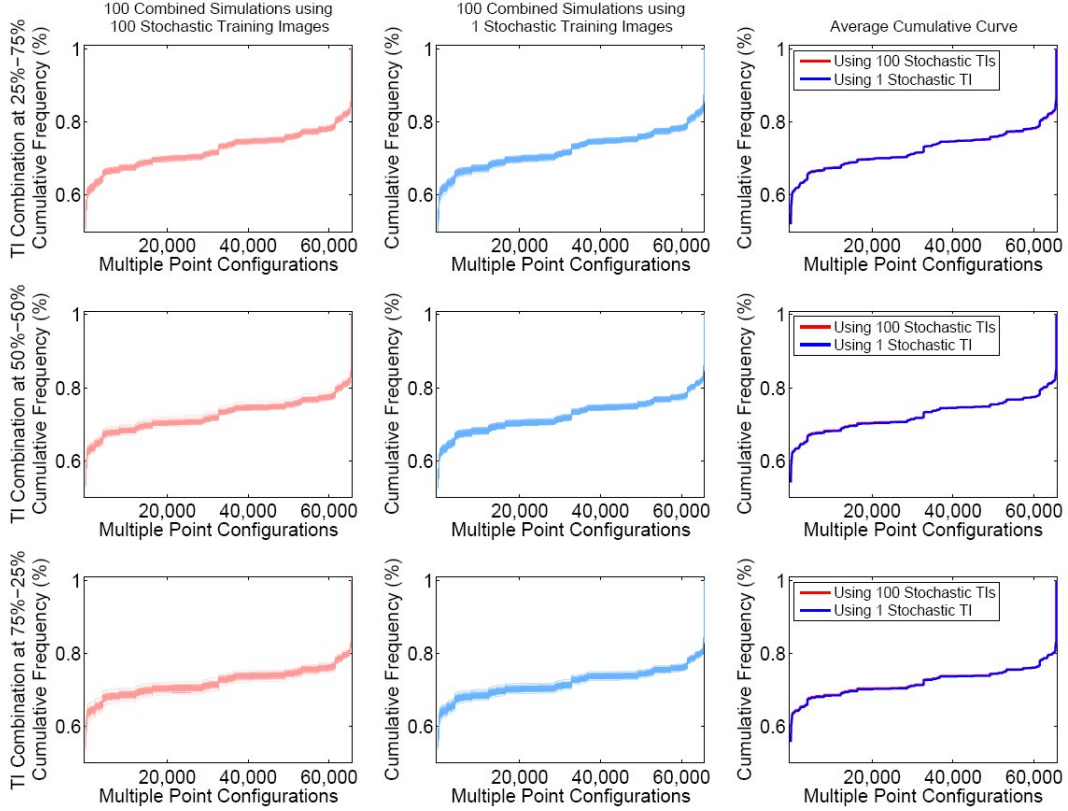 100 Combined Simulations using
100 Stochastic Training Images
100 Combined Simulations using
1 Stochastic Training Images
Average Cumulative Curve
TI Combination at 25%-75%
Cumulative Frequency (%)
1
0.8
0.6
20,000 40,000 60,000
Multiple Point Configurations
Cumulative Frequency (%)
1
0.8
0.6
20,000 40,000 60,000
Multiple Point Configurations
Cumulative Frequency (%)
1
0.8
0.6
Using 100 Stochastic TIs
Using 1 Stochastic TI
20,000 40,000 60,000
Multiple Point Configurations
TI Combination at 50%-50%
Cumulative Frequency (%)
1
0.8
0.6
20,000 40,000 60,000
Multiple Point Configurations
Cumulative Frequency (%)
1
0.8
0.6
20,000 40,000 60,000
Multiple Point Configurations
Cumulative Frequency (%)
1
0.8
0.6
Using 100 Stochastic TIs
Using 1 Stochastic TI
20,000 40,000 60,000
Multiple Point Configurations
TI Combination at 75%-25%
Cumulative Frequency (%)
1
0.8
0.6
20,000 40,000 60,000
Multiple Point Configurations
Cumulative Frequency (%)
1
0.8
0.6
20,000 40,000 60,000
Multiple Point Configurations
Cumulative Frequency (%)
1
0.8
0.6
Using 100 Stochastic TIs
Using 1 Stochastic TI
20,000 40,000 60,000
Multiple Point Configurations